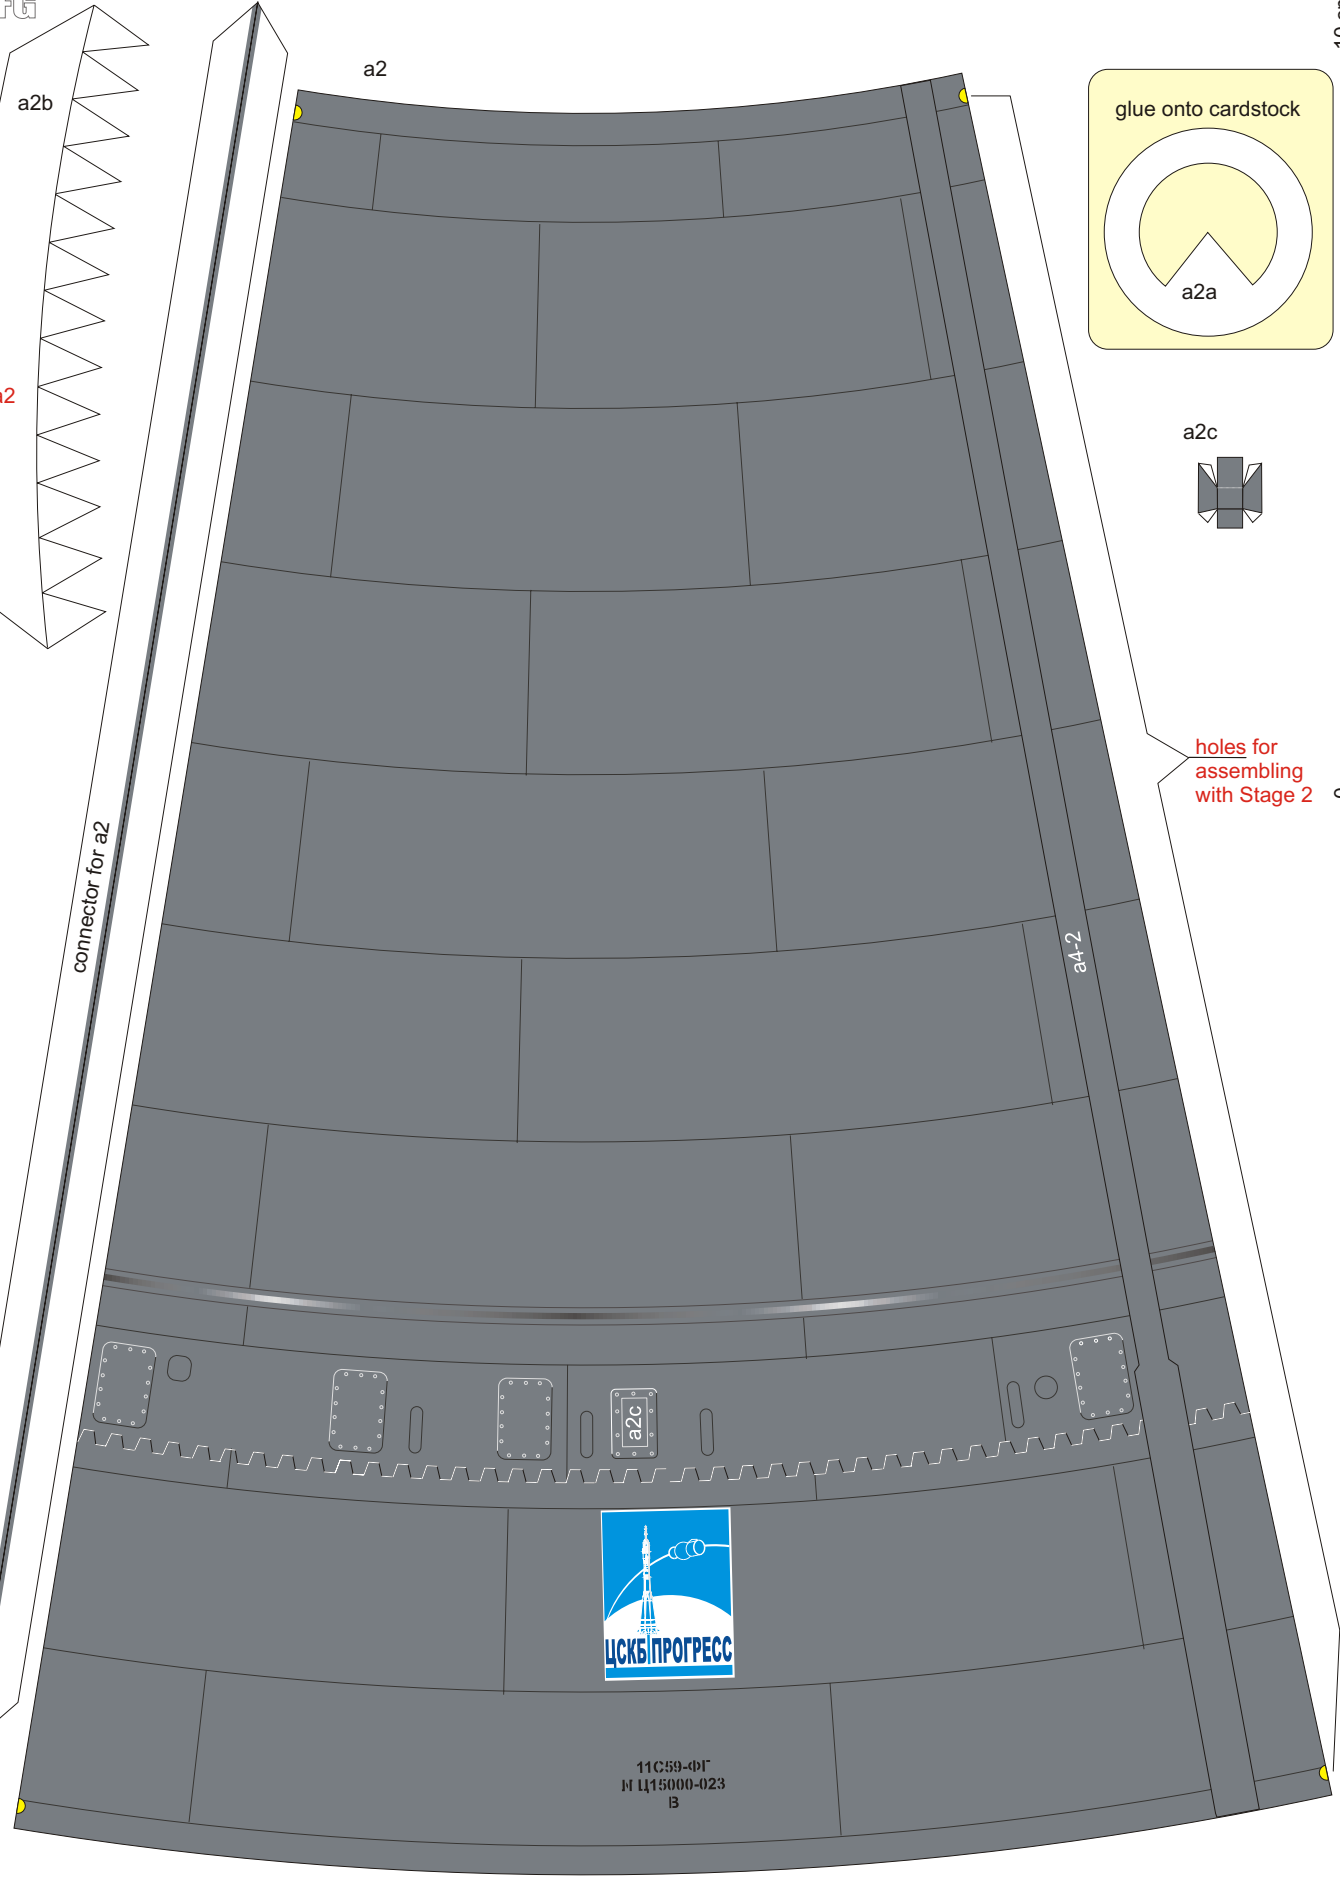 a2
a2b
glue onto cardstock
a2a
a2
a2c
holes for
assembling
with Stage 2
connector for a2
a4-2
a2c
ЦСКБ ПРОГРЕСС
11С59-ФГ
N Ц15000-023
В